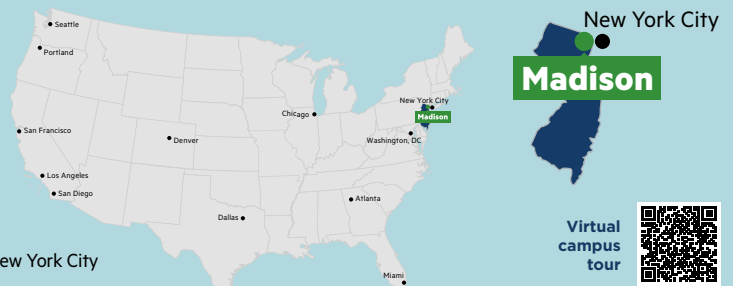 Seattle
Portland
San Francisco
Los Angeles
San Diego
Denver
Dallas
Chicago
New York City
Madison
Washington, DC
Atlanta
Miami
ew York City
New York City
Madison
Virtual
campus
tour